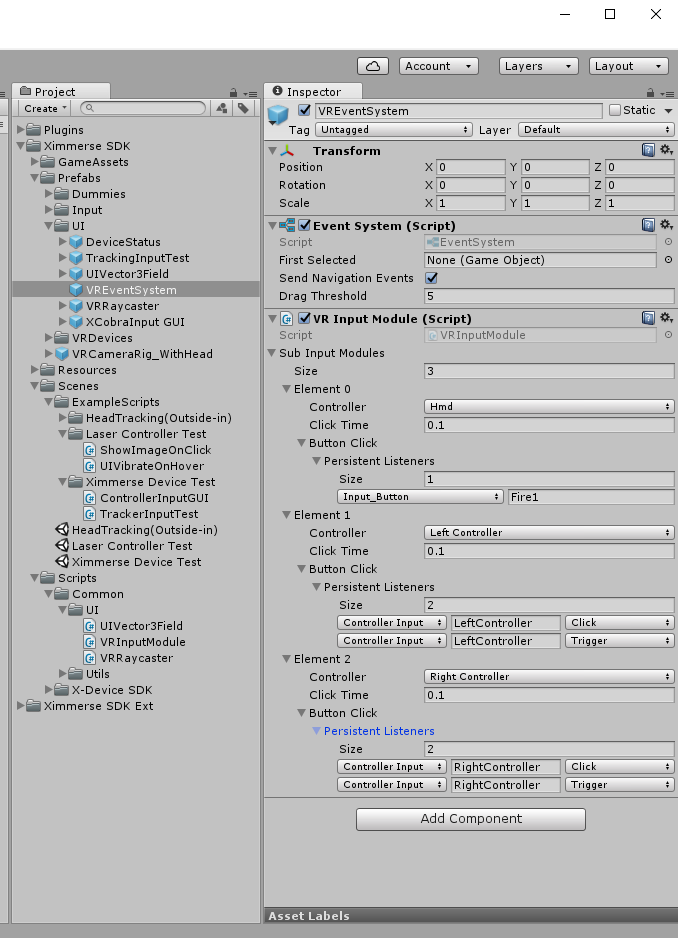 Account Layers Layout
Project
Create
Plugins
Ximmerse SDK
GameAssets
Prefabs
Dummies
Input
UI
DeviceStatus
TrackingInputTest
UIVector3Field
VREventSystem
VRRaycaster
XCobraInput GUI
VRDevices
VRCameraRig_WithHead
Resources
Scenes
ExampleScripts
HeadTracking(Outside-in)
Laser Controller Test
ShowImageOnClick
UIVibrateOnHover
Ximmerse Device Test
ControllerInputGUI
TrackerInputTest
HeadTracking(Outside-in)
Laser Controller Test
Ximmerse Device Test
Scripts
Common
UI
UIVector3Field
VRInputModule
VRRaycaster
Utils
X-Device SDK
Ximmerse SDK Ext
Inspector
VREventSystem Static
Tag Untagged Layer Default
Transform
Position X 0 Y 0 Z 0
Rotation X 0 Y 0 Z 0
Scale X 1 Y 1 Z 1
Event System (Script)
Script EventSystem
First Selected None (Game Object)
Send Navigation Events
Drag Threshold 5
VR Input Module (Script)
Script VRInputModule
Sub Input Modules
Size 3
Element 0
Controller Hmd
Click Time 0.1
Button Click
Persistent Listeners
Size 1
Input_Button Fire1
Element 1
Controller Left Controller
Click Time 0.1
Button Click
Persistent Listeners
Size 2
Controller Input LeftController Click
Controller Input LeftController Trigger
Element 2
Controller Right Controller
Click Time 0.1
Button Click
Persistent Listeners
Size 2
Controller Input RightController Click
Controller Input RightController Trigger
Add Component
Asset Labels